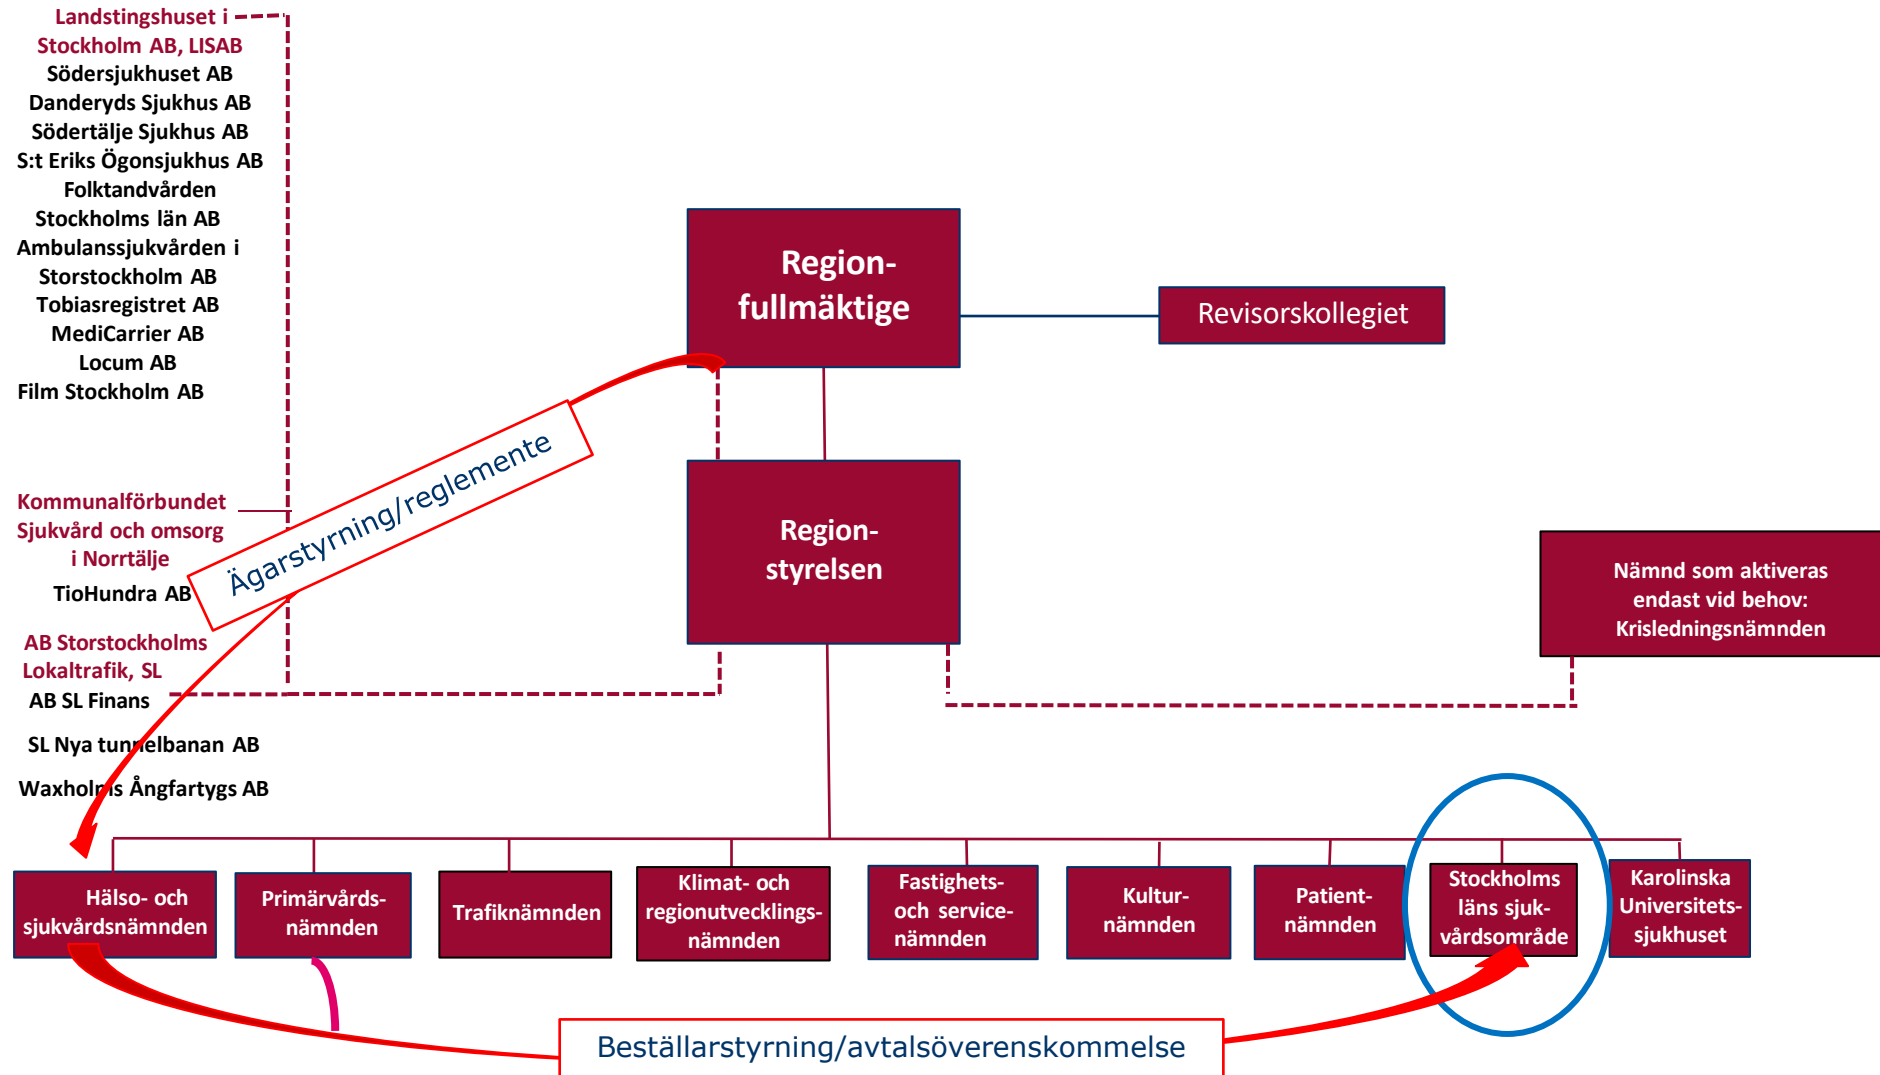 Landstingshuset i
Stockholm AB, LISAB
Södersjukhuset AB
Danderyds Sjukhus AB
Södertälje Sjukhus AB
S:t Eriks Ögonsjukhus AB
Folktandvården
Stockholms län AB
Ambulanssjukvården i
Storstockholm AB
Tobiasregistret AB
MediCarrier AB
Locum AB
Film Stockholm AB
Kommunalförbundet
Sjukvård och omsorg
i Norrtälje
TioHundra AB
AB Storstockholms
Lokaltrafik, SL
AB SL Finans
SL Nya tunnelbanan AB
Waxholms Ångfartygs AB
Ägarstyrning/reglemente
Region-
fullmäktige
Revisorskollegiet
Region-
styrelsen
Nämnd som aktiveras
endast vid behov:
Krisledningsnämnden
Hälso- och
sjukvårdsnämnden
Primärvårds-
nämnden
Trafiknämnden
Klimat- och
regionutvecklings-
nämnden
Fastighets-
och service-
nämnden
Kultur-
nämnden
Patient-
nämnden
Stockholms
läns sjuk-
vårdsområde
Karolinska
Universitets-
sjukhuset
Beställarstyrning/avtalsöverenskommelse